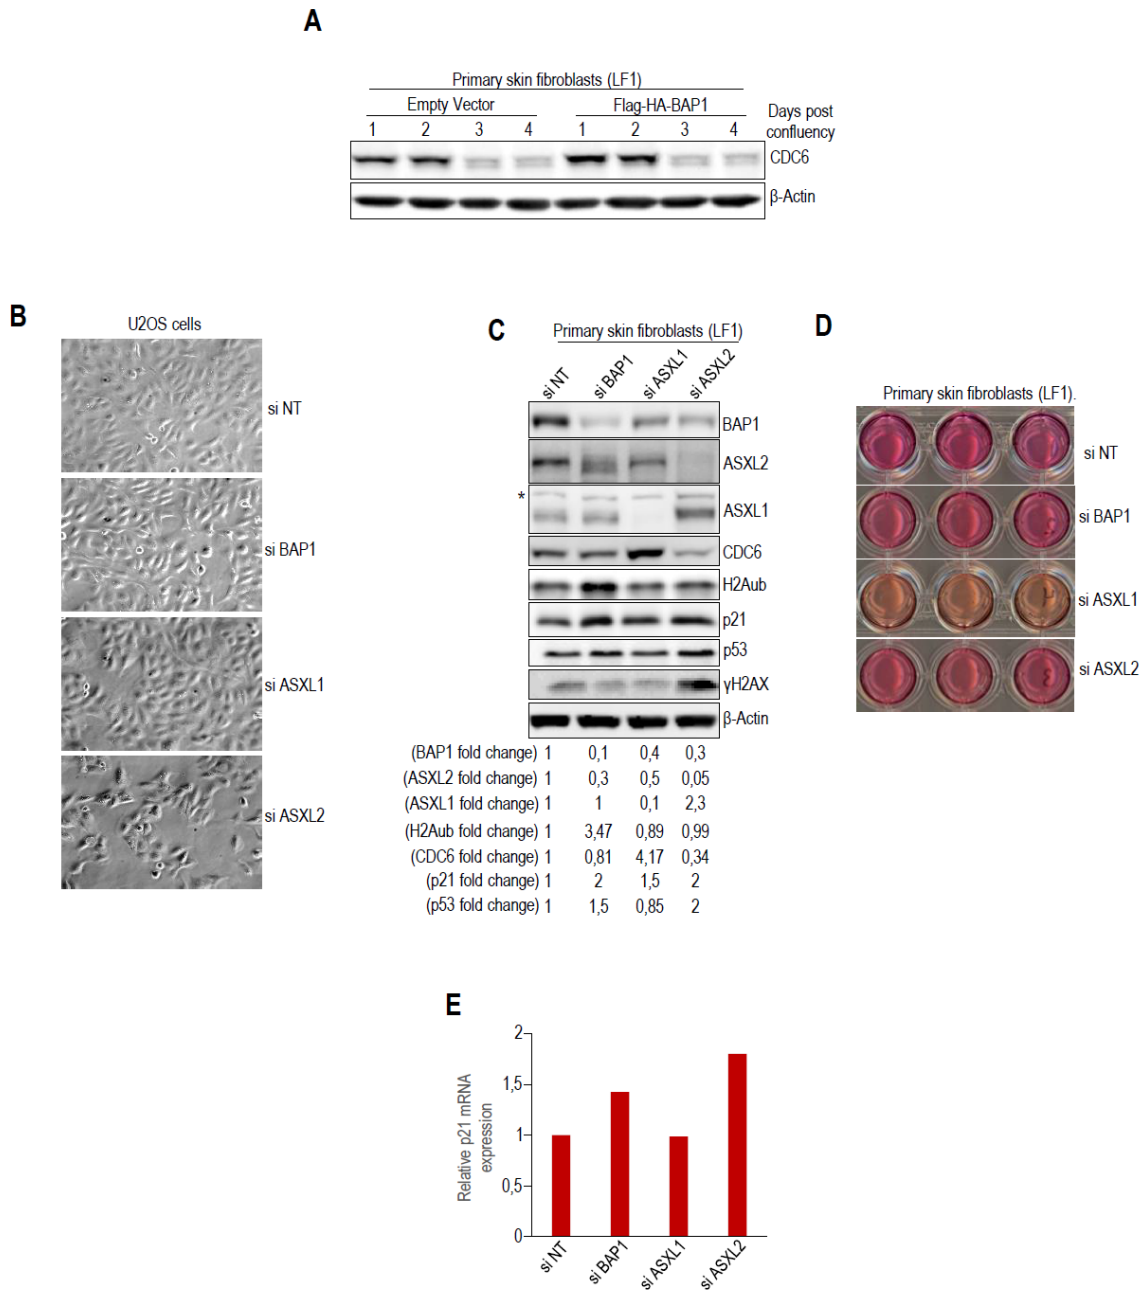 A
Primary skin fibroblasts (LF1)
Empty Vector Flag-HA-BAP1 Days post
1 2 3 4 1 2 3 4 confluency
CDC6
β-Actin
B
U2OS cells
si NT
si BAP1
si ASXL1
si ASXL2
C
Primary skin fibroblasts (LF1)
si NT si BAP1 si ASXL1 si ASXL2
BAP1
ASXL2
* ASXL1
CDC6
H2Aub
p21
p53
γH2AX
β-Actin
(BAP1 fold change) 1 0,1 0,4 0,3
(ASXL2 fold change) 1 0,3 0,5 0,05
(ASXL1 fold change) 1 1 0,1 2,3
(H2Aub fold change) 1 3,47 0,89 0,99
(CDC6 fold change) 1 0,81 4,17 0,34
(p21 fold change) 1 2 1,5 2
(p53 fold change) 1 1,5 0,85 2
D
Primary skin fibroblasts (LF1).
si NT
si BAP1
si ASXL1
si ASXL2
E
Relative p21 mRNA
expression
2
1,5
1
0,5
0
si NT si BAP1 si ASXL1 si ASXL2